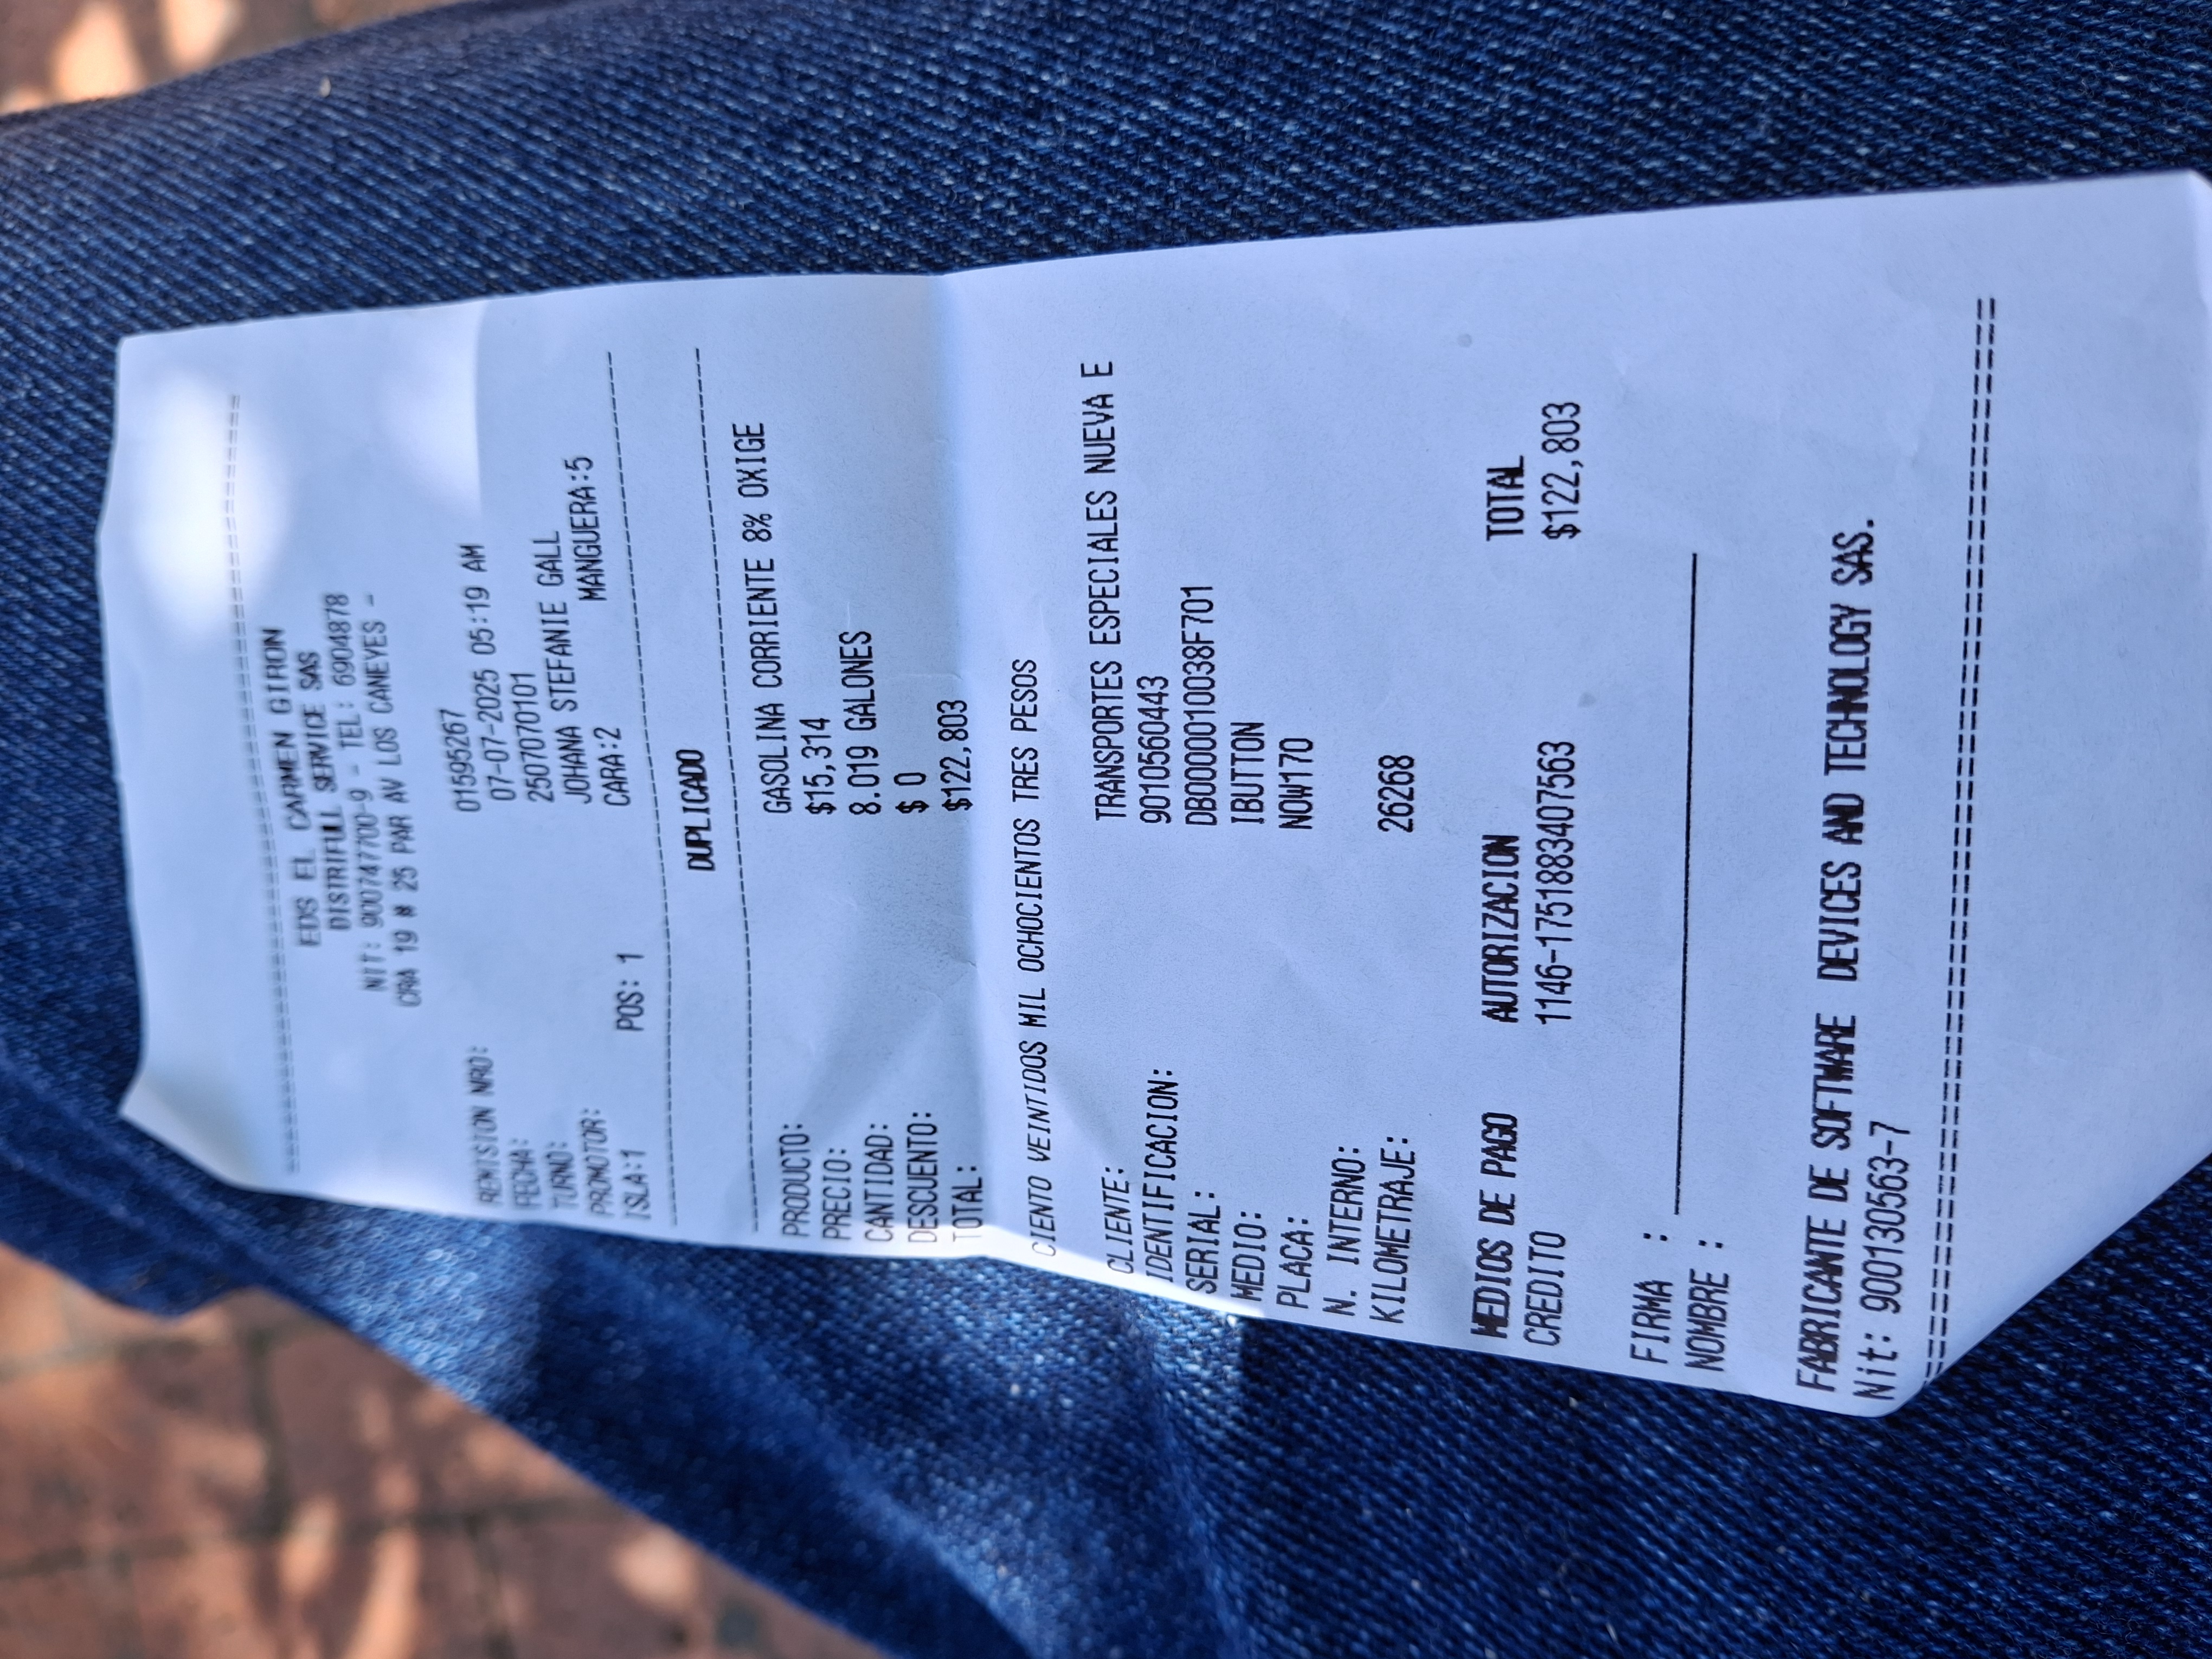 EDS EL CARMEN GIRON
DISTRIFULL SERVICE SAS
NIT: 900747700-9 - TEL: 6904878
CRA 19 # 25 PAR AV LOS CANEYES -
REMISION NRO: 01595267
FECHA: 07-07-2025 05:19 AM
TURNO: 2507070101
PROMOTOR: JOHANA STEFANIE GALL
ISLA:1 POS: 1 CARA:2 MANGUERA:5
DUPLICADO
PRODUCTO: GASOLINA CORRIENTE 8% OXIGE
PRECIO: $15,314
CANTIDAD: 8.019 GALONES
DESCUENTO: $ 0
TOTAL: $122,803
CIENTO VEINTIDOS MIL OCHOCIENTOS TRES PESOS
CLIENTE: TRANSPORTES ESPECIALES NUEVA E
IDENTIFICACION: 9010560443
SERIAL: DB0000010038F701
MEDIO: IBUTTON
PLACA: NOW170
N. INTERNO:
KILOMETRAJE: 26268
MEDIOS DE PAGO AUTORIZACION TOTAL
CREDITO 1146-1751883407563 $122,803
FIRMA :
NOMBRE :
FABRICANTE DE SOFTWARE DEVICES AND TECHNOLOGY SAS.
Nit: 900130563-7